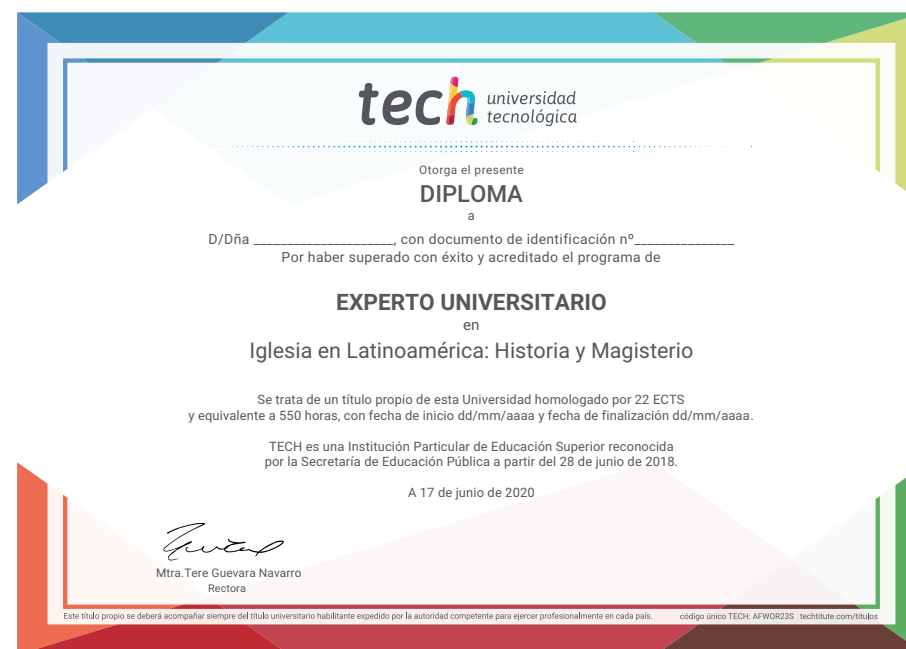 tech universidad
tecnológica
Otorga el presente
DIPLOMA
a
D/Dña _____________________, con documento de identificación nº_______________
Por haber superado con éxito y acreditado el programa de
EXPERTO UNIVERSITARIO
en
Iglesia en Latinoamérica: Historia y Magisterio
Se trata de un título propio de esta Universidad homologado por 22 ECTS
y equivalente a 550 horas, con fecha de inicio dd/mm/aaaa y fecha de finalización dd/mm/aaaa.
TECH es una Institución Particular de Educación Superior reconocida
por la Secretaría de Educación Pública a partir del 28 de junio de 2018.
A 17 de junio de 2020
Mtra.Tere Guevara Navarro
Rectora
Este título propio se deberá acompañar siempre del título universitario habilitante expedido por la autoridad competente para ejercer profesionalmente en cada país. código único TECH: AFWOR23S techtitute.com/titulos